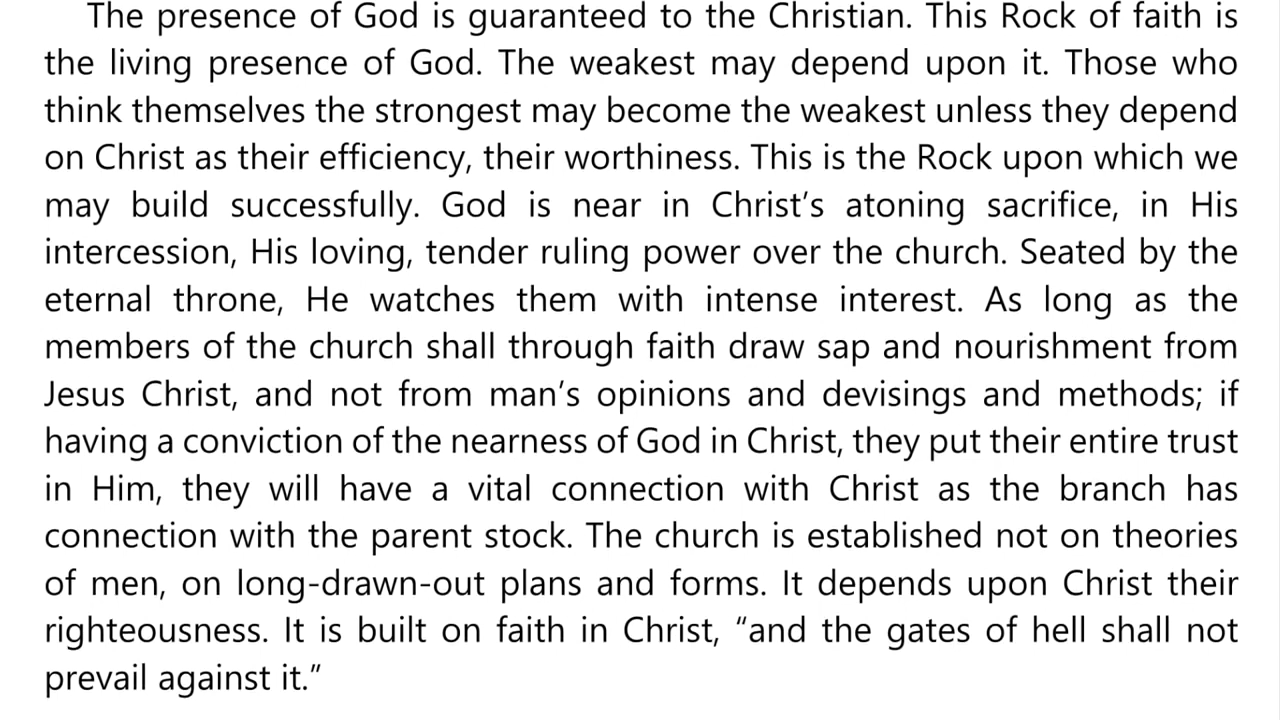 The presence of God is guaranteed to the Christian. This Rock of faith is
the living presence of God. The weakest may depend upon it. Those who
think themselves the strongest may become the weakest unless they depend
on Christ as their efficiency, their worthiness. This is the Rock upon which we
may build successfully. God is near in Christ’s atoning sacrifice, in His
intercession, His loving, tender ruling power over the church. Seated by the
eternal throne, He watches them with intense interest. As long as the
members of the church shall through faith draw sap and nourishment from
Jesus Christ, and not from man’s opinions and devisings and methods; if
having a conviction of the nearness of God in Christ, they put their entire trust
in Him, they will have a vital connection with Christ as the branch has
connection with the parent stock. The church is established not on theories
of men, on long-drawn-out plans and forms. It depends upon Christ their
righteousness. It is built on faith in Christ, “and the gates of hell shall not
prevail against it.”